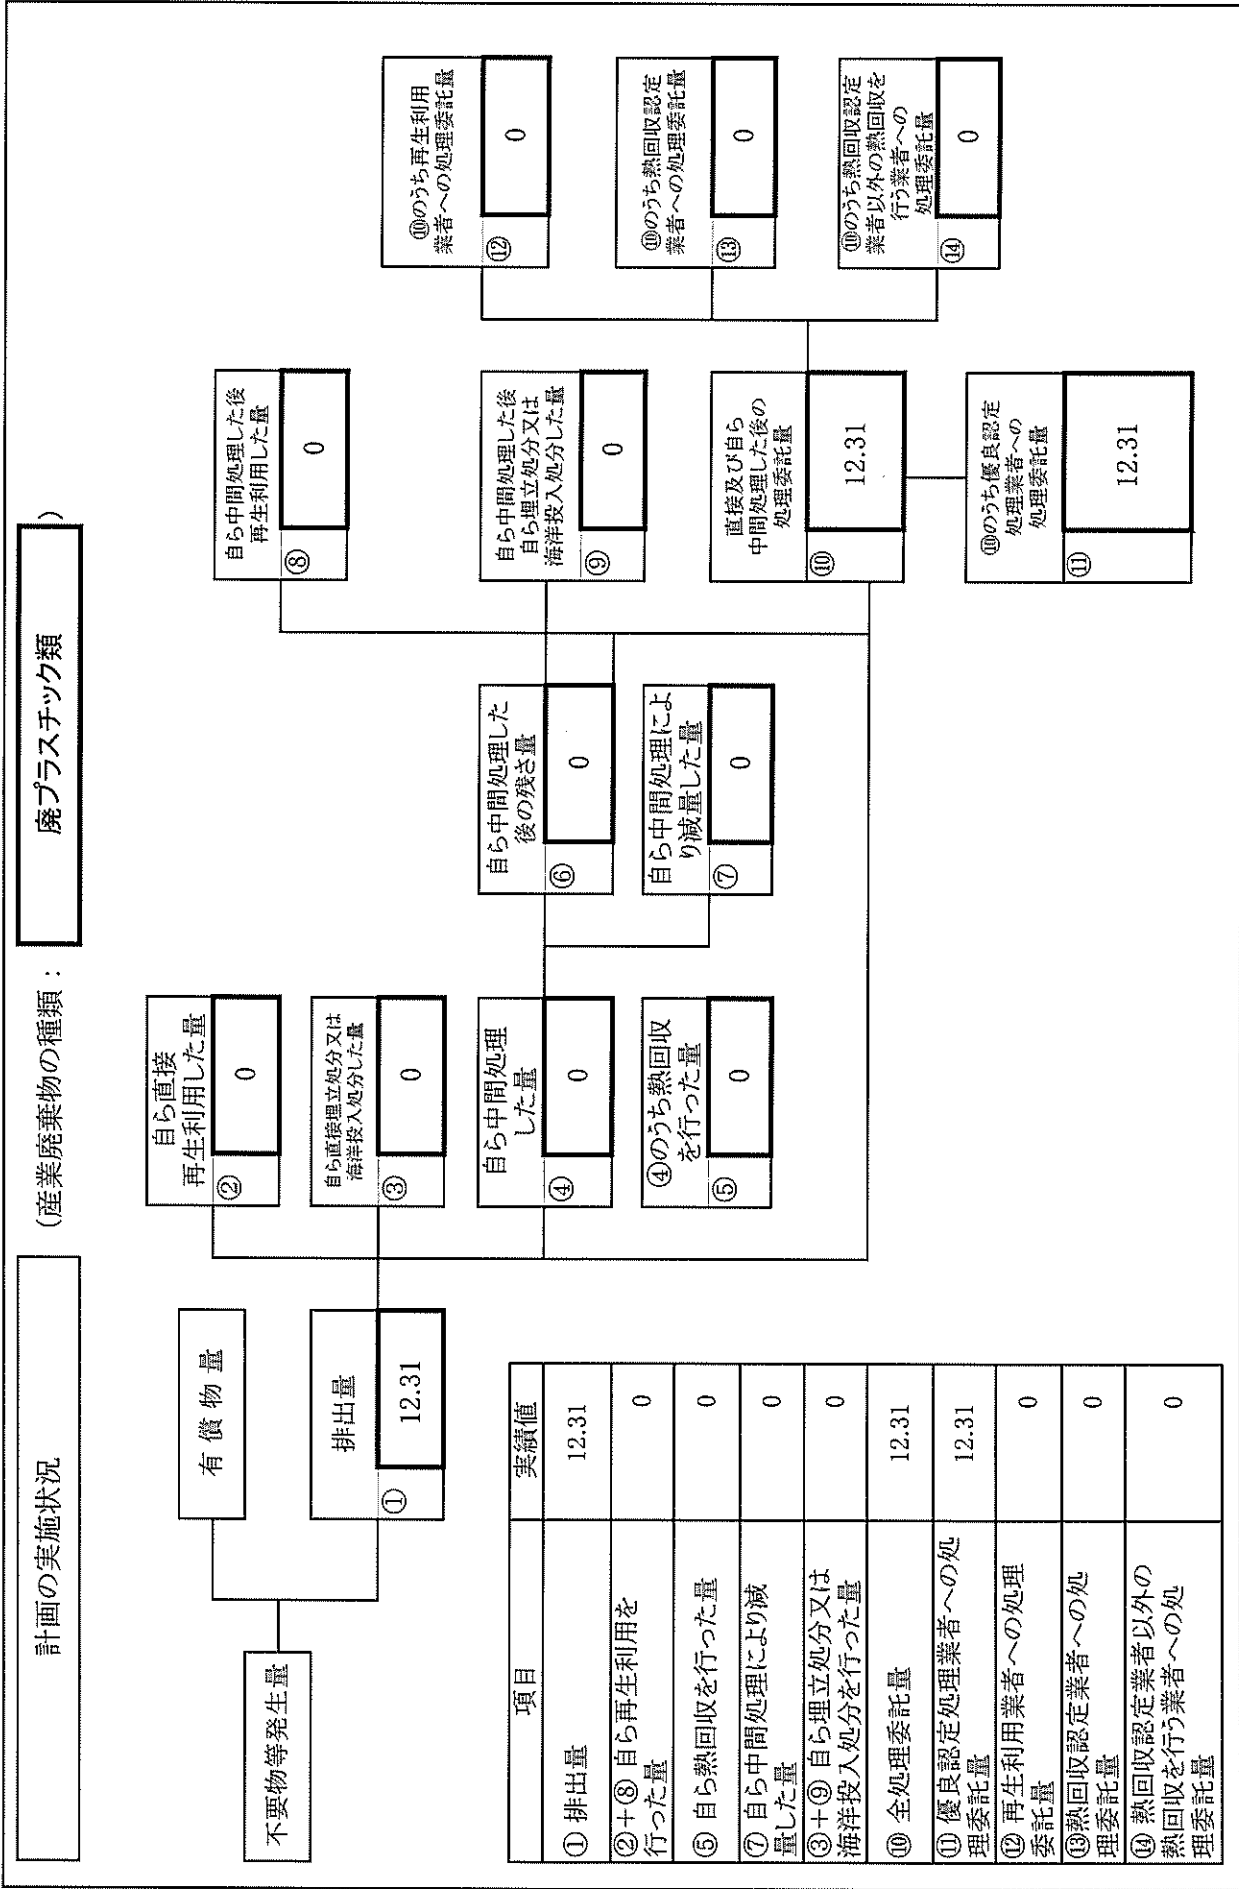 計画の実施状況
(産業廃棄物の種類：
廃プラスチック類
)
不要物等発生量
有 償 物 量
排出量
①
12.31
自ら直接
再生利用した量
②
0
自ら直接埋立処分又は
海洋投入処分した量
③
0
自ら中間処理
した量
④
0
④のうち熱回収
を行った量
⑤
0
自ら中間処理した
後の残さ量
⑥
0
自ら中間処理によ
り減量した量
⑦
0
自ら中間処理した後
再生利用した量
⑧
0
自ら中間処理した後
自ら埋立処分又は
海洋投入処分した量
⑨
0
直接及び自ら
中間処理した後の
処理委託量
⑩
12.31
⑩のうち優良認定
処理業者への
処理委託量
⑪
12.31
⑩のうち再生利用
業者への処理委託量
⑫
0
⑩のうち熱回収認定
業者への処理委託量
⑬
0
⑩のうち熱回収認定
業者以外の熱回収を
行う業者への
処理委託量
⑭
0
項目
実績値
① 排出量
12.31
②＋⑧ 自ら再生利用を
行った量
0
⑤ 自ら熱回収を行った量
0
⑦ 自ら中間処理により減
量した量
0
③＋⑨ 自ら埋立処分又は
海洋投入処分を行った量
0
⑩ 全処理委託量
12.31
⑪ 優良認定処理業者への処
理委託量
12.31
⑫ 再生利用業者への処理
委託量
0
⑬熱回収認定業者への処
理委託量
0
⑭ 熱回収認定業者以外の
熱回収を行う業者への処
理委託量
0